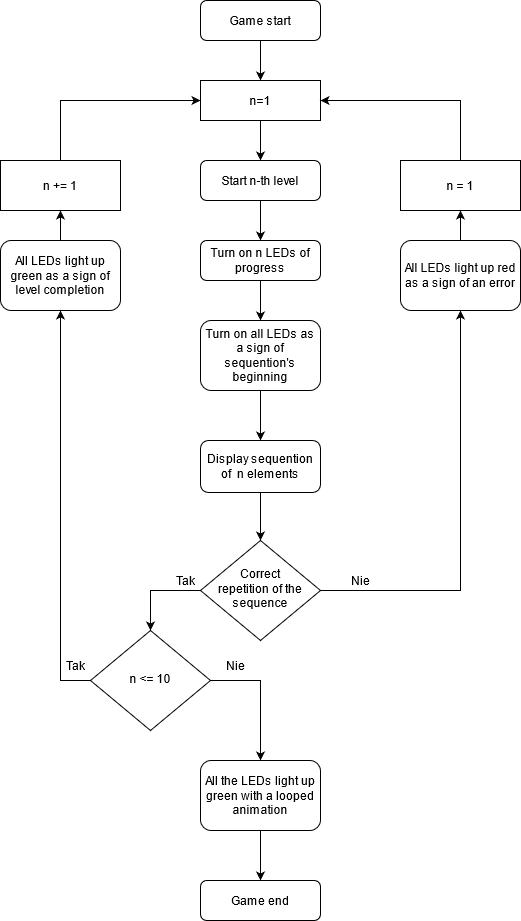 Game start
n=1
n += 1
Start n-th level
n = 1
All LEDs light up
green as a sign of
level completion
Turn on n LEDs of
progress
All LEDs light up red
as a sign of an error
Turn on all LEDs as
a sign of
sequention's
beginning
Display sequention
of n elements
Correct
repetition of the
sequence
Tak
Nie
n <= 10
Tak
Nie
All the LEDs light up
green with a looped
animation
Game end